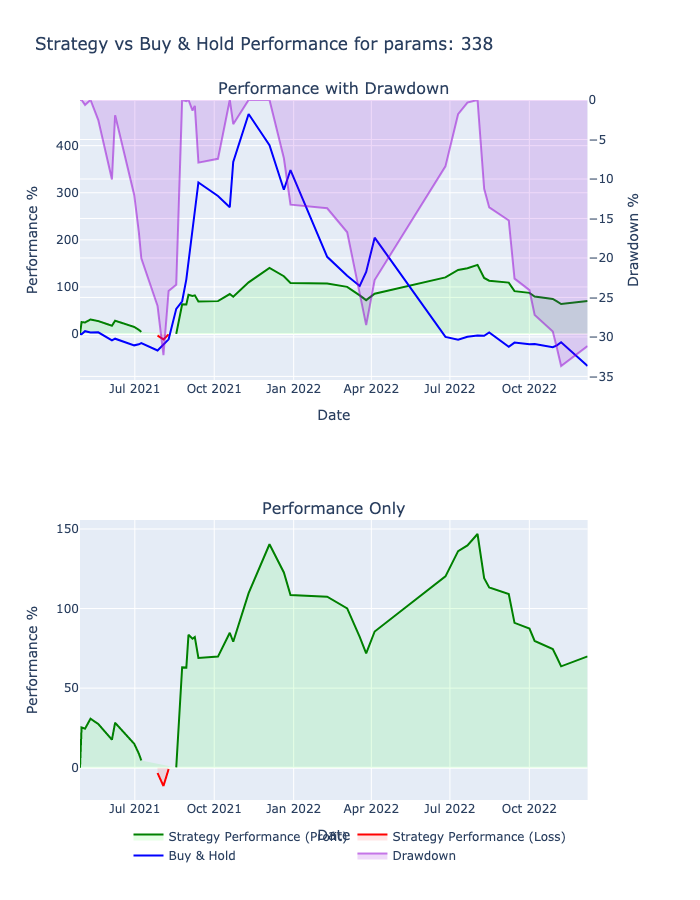 Strategy vs Buy & Hold Performance for params: 338
Performance with Drawdown
400
300
200
100
0
Performance %
0
−5
−10
−15
−20
−25
−30
−35
Drawdown %
Jul 2021 Oct 2021 Jan 2022 Apr 2022 Jul 2022 Oct 2022
Date
Performance Only
150
100
50
0
Performance %
Jul 2021 Oct 2021 Jan 2022 Apr 2022 Jul 2022 Oct 2022
Date
Strategy Performance (Profit) Strategy Performance (Loss)
Buy & Hold Drawdown